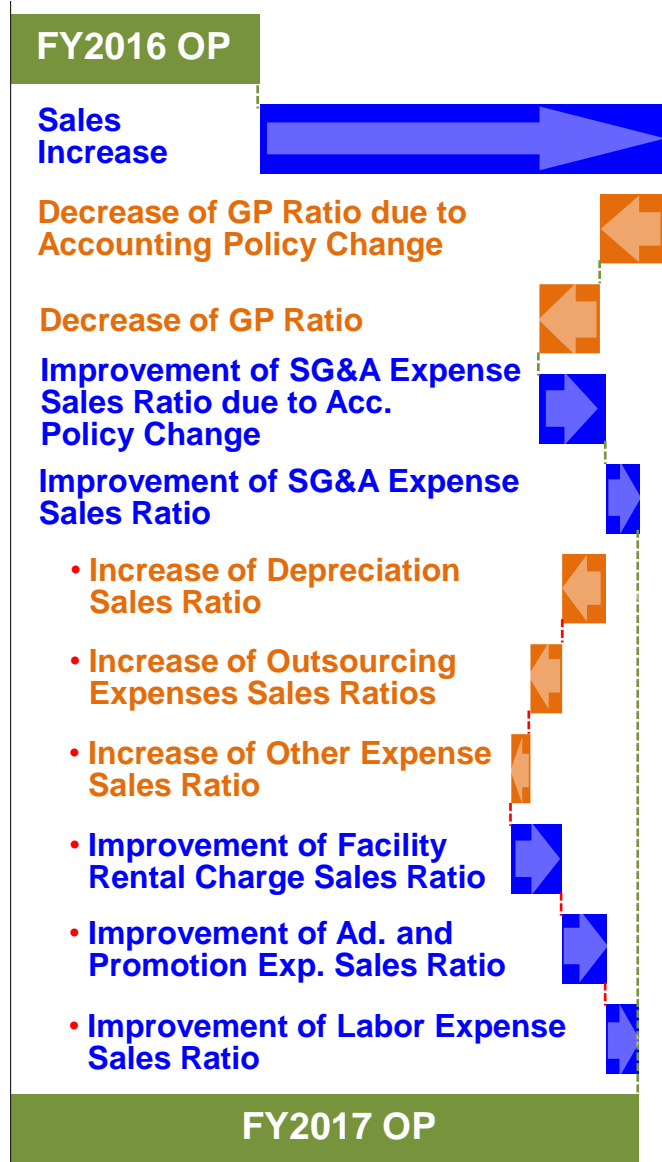 FY2016 OP
Sales
Increase
Decrease of GP Ratio due to
Accounting Policy Change
Decrease of GP Ratio
Improvement of SG&A Expense
Sales Ratio due to Acc.
Policy Change
Improvement of SG&A Expense
Sales Ratio
• Increase of Depreciation
Sales Ratio
• Increase of Outsourcing
Expenses Sales Ratios
• Increase of Other Expense
Sales Ratio
• Improvement of Facility
Rental Charge Sales Ratio
• Improvement of Ad. and
Promotion Exp. Sales Ratio
• Improvement of Labor Expense
Sales Ratio
FY2017 OP